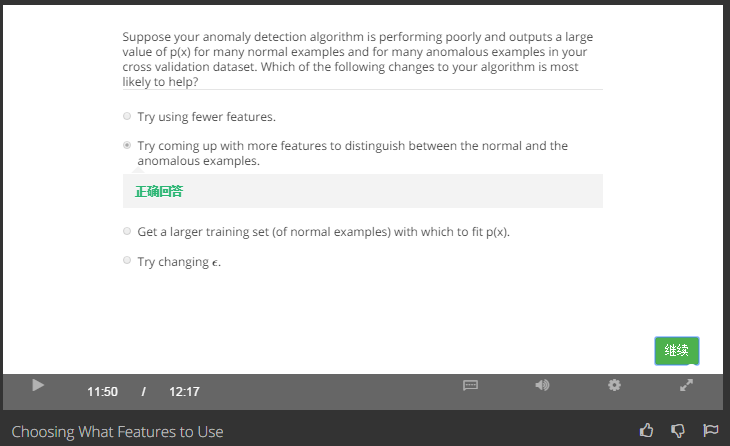 Suppose your anomaly detection algorithm is performing poorly and outputs a large
value of p(x) for many normal examples and for many anomalous examples in your
cross validation dataset. Which of the following changes to your algorithm is most
likely to help?
Try using fewer features.
Try coming up with more features to distinguish between the normal and the
anomalous examples.
正确回答
Get a larger training set (of normal examples) with which to fit p(x).
Try changing ϵ.
继续
11:50 / 12:17
Choosing What Features to Use